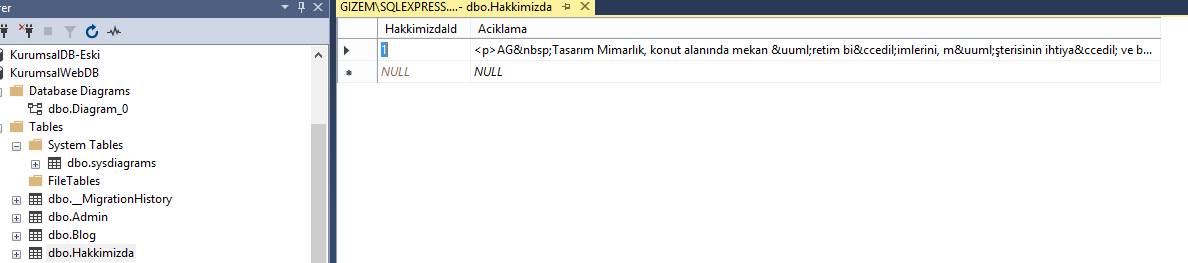 rer
KurumsalDB-Eski
KurumsalWebDB
Database Diagrams
dbo.Diagram_0
Tables
System Tables
dbo.sysdiagrams
FileTables
dbo.__MigrationHistory
dbo.Admin
dbo.Blog
dbo.Hakkimizda
GIZEM\SQLEXPRESS....- dbo.Hakkimizda
HakkimizdaId Aciklama
1 <p>AG&nbsp;Tasarım Mimarlık, konut alanında mekan &uuml;retim bi&ccedil;imlerini, m&uuml;şterisinin ihtiya&ccedil; ve b...
NULL NULL